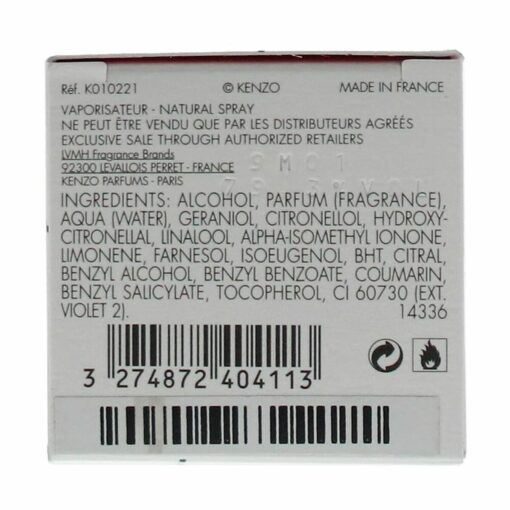 Réf. K010221 © KENZO MADE IN FRANCE
VAPORISATEUR - NATURAL SPRAY
NE PEUT ÊTRE VENDU QUE PAR LES DISTRIBUTEURS AGRÉÉS
EXCLUSIVE SALE THROUGH AUTHORIZED RETAILERS
LVMH Fragrance Brands
92300 LEVALLOIS PERRET - FRANCE
KENZO PARFUMS - PARIS
9M01
INGREDIENTS: ALCOHOL, PARFUM (FRAGRANCE),
AQUA (WATER), GERANIOL, CITRONELLOL, HYDROXY-
CITRONELLAL, LINALOOL, ALPHA-ISOMETHYL IONONE,
LIMONENE, FARNESOL, ISOEUGENOL, BHT, CITRAL,
BENZYL ALCOHOL, BENZYL BENZOATE, COUMARIN,
BENZYL SALICYLATE, TOCOPHEROL, CI 60730 (EXT.
VIOLET 2). 14336
3 274872 404113